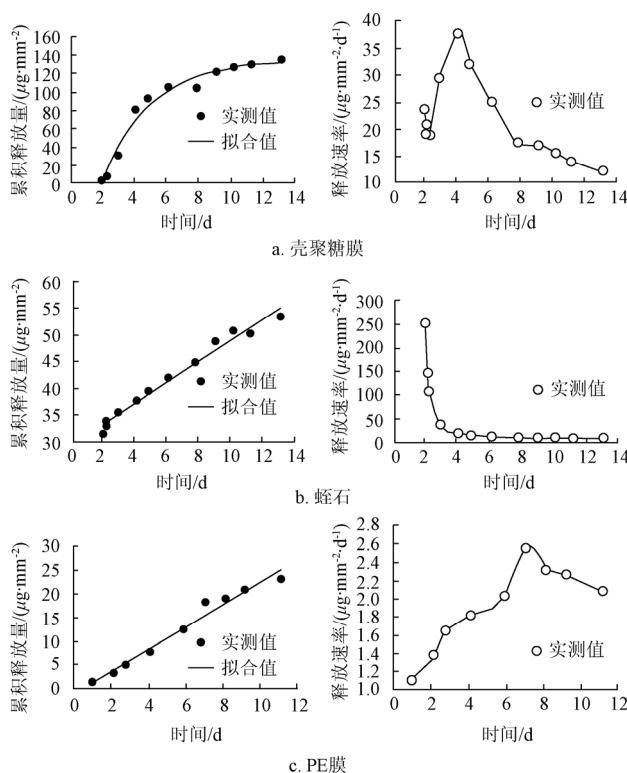 累积释放量/(μg·mm⁻²)
160
140
120
100
80
60
40
20
0
0 2 4 6 8 10 12 14
时间/d
实测值
拟合值
释放速率/(μg·mm⁻²·d⁻¹)
40
35
30
25
20
15
10
0 2 4 6 8 10 12 14
时间/d
实测值
a. 壳聚糖膜
累积释放量/(μg·mm⁻²)
60
55
50
45
40
35
30
0 2 4 6 8 10 12 14
时间/d
实测值
拟合值
释放速率/(μg·mm⁻²·d⁻¹)
300
250
200
150
100
50
0
0 2 4 6 8 10 12 14
时间/d
实测值
b. 蛭石
累积释放量/(μg·mm⁻²)
30
25
20
15
10
5
0
0 2 4 6 8 10 12
时间/d
实测值
拟合值
释放速率/(μg·mm⁻²·d⁻¹)
2.8
2.6
2.4
2.2
2.0
1.8
1.6
1.4
1.2
1.0
0 2 4 6 8 10 12
时间/d
实测值
c. PE膜